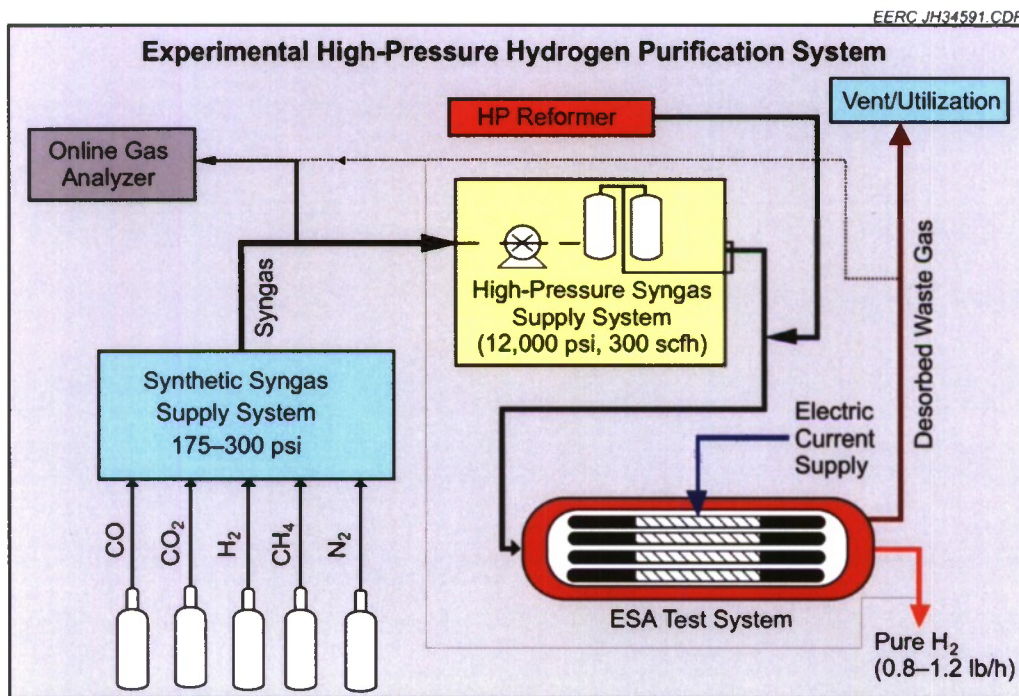 EERC JH34591.CDR
Experimental High-Pressure Hydrogen Purification System
HP Reformer
Vent/Utilization
Online Gas
Analyzer
Syngas
High-Pressure Syngas
Supply System
(12,000 psi, 300 scfh)
Desorbed Waste Gas
Synthetic Syngas
Supply System
175–300 psi
Electric
Current
Supply
CO
CO₂
H₂
CH₄
N₂
ESA Test System
Pure H₂
(0.8–1.2 lb/h)